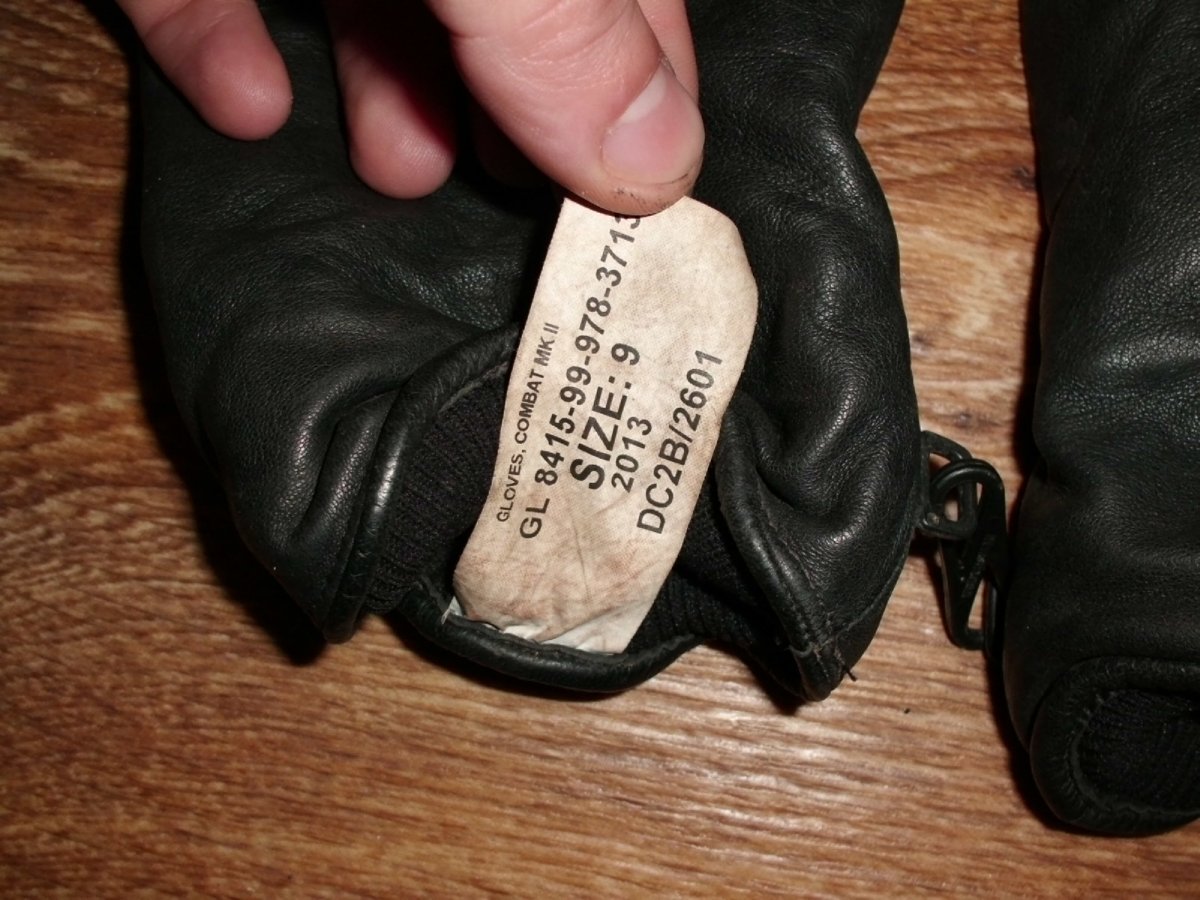 GLOVES, COMBAT MK II
GL 8415-99-978-3713
SIZE: 9
2013
DC2B/2601